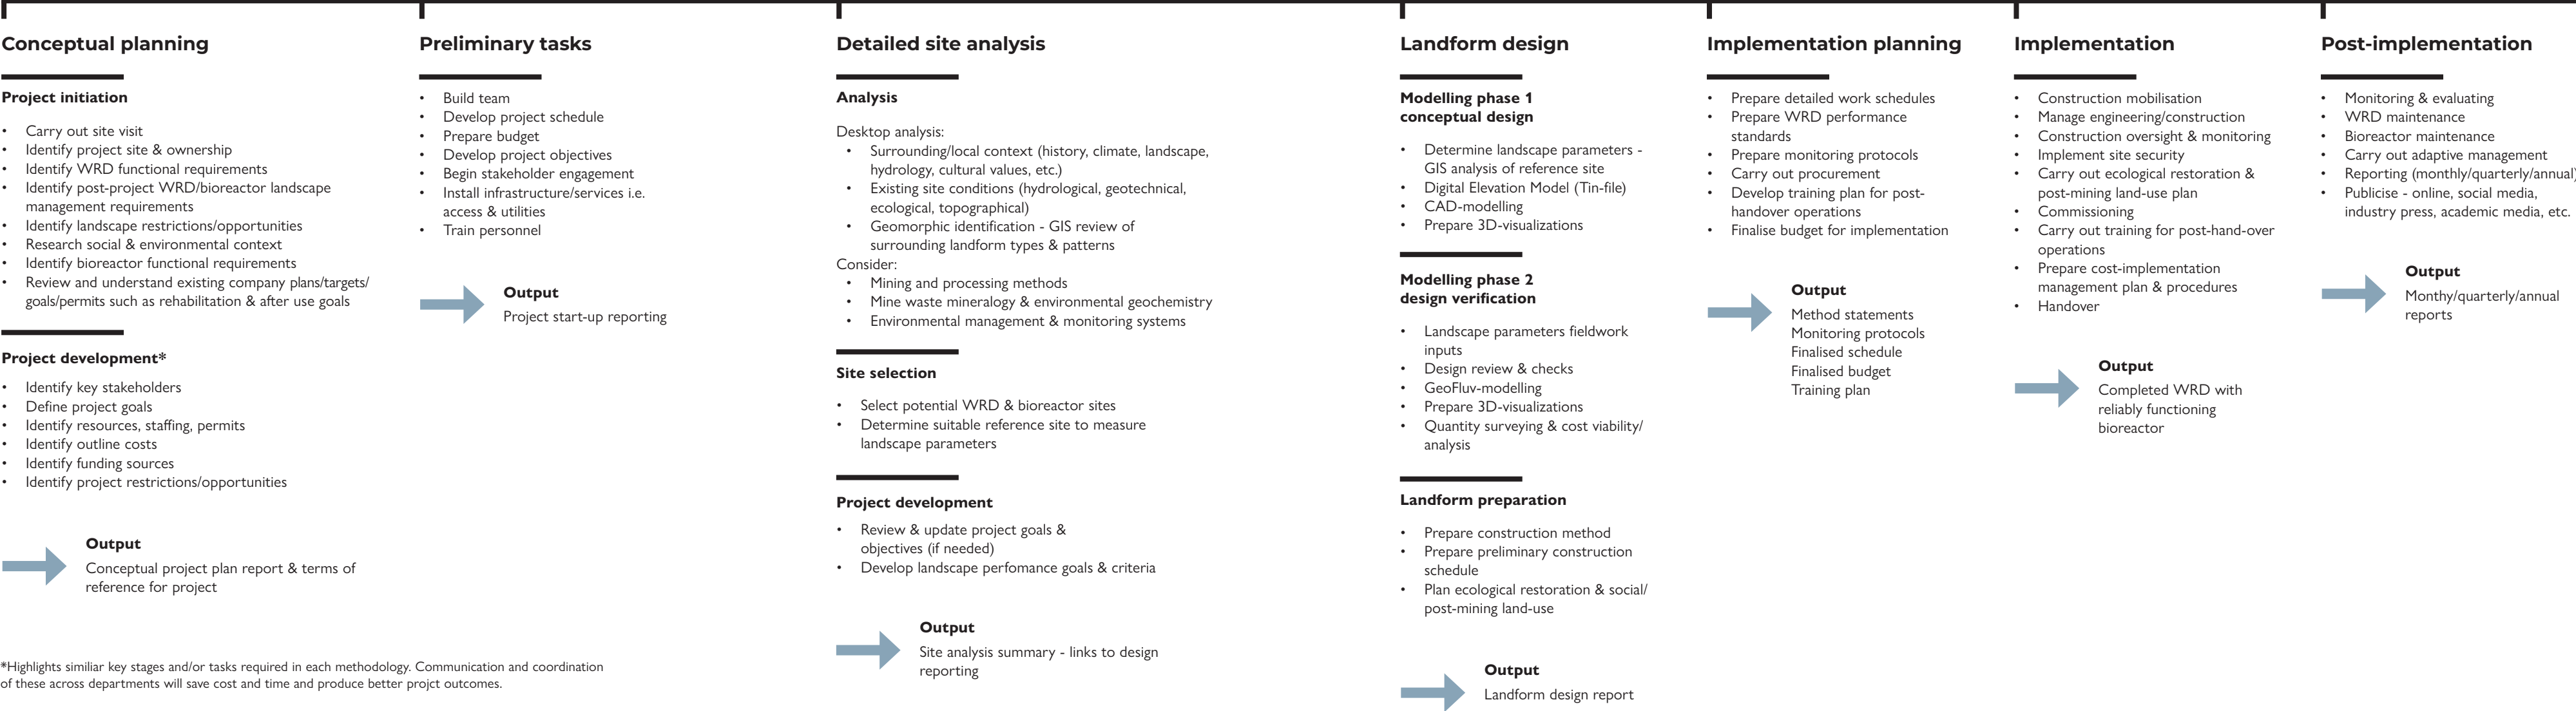 Conceptual planning
Project initiation
• Carry out site visit
• Identify project site & ownership
• Identify WRD functional requirements
• Identify post-project WRD/bioreactor landscape
management requirements
• Identify landscape restrictions/opportunities
• Research social & environmental context
• Identify bioreactor functional requirements
• Review and understand existing company plans/targets/
goals/permits such as rehabilitation & after use goals
Project development*
• Identify key stakeholders
• Define project goals
• Identify resources, staffing, permits
• Identify outline costs
• Identify funding sources
• Identify project restrictions/opportunities
Output
Conceptual project plan report & terms of
reference for project
*Highlights similiar key stages and/or tasks required in each methodology. Communication and coordination
of these across departments will save cost and time and produce better projct outcomes.
Preliminary tasks
• Build team
• Develop project schedule
• Prepare budget
• Develop project objectives
• Begin stakeholder engagement
• Install infrastructure/services i.e.
access & utilities
• Train personnel
Output
Project start-up reporting
Detailed site analysis
Analysis
Desktop analysis:
• Surrounding/local context (history, climate, landscape,
hydrology, cultural values, etc.)
• Existing site conditions (hydrological, geotechnical,
ecological, topographical)
• Geomorphic identification - GIS review of
surrounding landform types & patterns
Consider:
• Mining and processing methods
• Mine waste mineralogy & environmental geochemistry
• Environmental management & monitoring systems
Site selection
• Select potential WRD & bioreactor sites
• Determine suitable reference site to measure
landscape parameters
Project development
• Review & update project goals &
objectives (if needed)
• Develop landscape perfomance goals & criteria
Output
Site analysis summary - links to design
reporting
Landform design
Modelling phase 1
conceptual design
• Determine landscape parameters -
GIS analysis of reference site
• Digital Elevation Model (Tin-file)
• CAD-modelling
• Prepare 3D-visualizations
Modelling phase 2
design verification
• Landscape parameters fieldwork
inputs
• Design review & checks
• GeoFluv-modelling
• Prepare 3D-visualizations
• Quantity surveying & cost viability/
analysis
Landform preparation
• Prepare construction method
• Prepare preliminary construction
schedule
• Plan ecological restoration & social/
post-mining land-use
Output
Landform design report
Implementation planning
• Prepare detailed work schedules
• Prepare WRD performance
standards
• Prepare monitoring protocols
• Carry out procurement
• Develop training plan for post-
handover operations
• Finalise budget for implementation
Output
Method statements
Monitoring protocols
Finalised schedule
Finalised budget
Training plan
Implementation
• Construction mobilisation
• Manage engineering/construction
• Construction oversight & monitoring
• Implement site security
• Carry out ecological restoration &
post-mining land-use plan
• Commissioning
• Carry out training for post-hand-over
operations
• Prepare cost-implementation
management plan & procedures
• Handover
Output
Completed WRD with
reliably functioning
bioreactor
Post-implementation
• Monitoring & evaluating
• WRD maintenance
• Bioreactor maintenance
• Carry out adaptive management
• Reporting (monthly/quarterly/annual)
• Publicise - online, social media,
industry press, academic media, etc.
Output
Monthy/quarterly/annual
reports